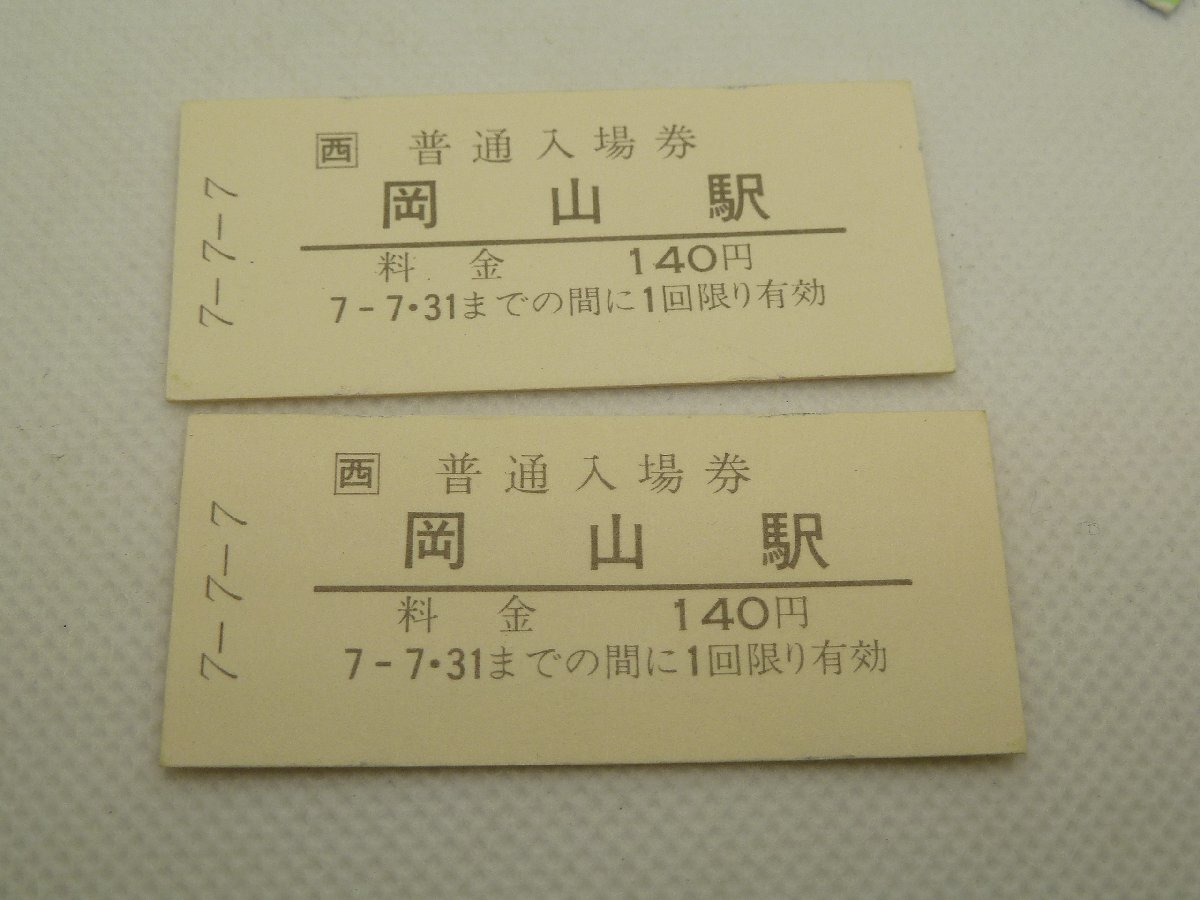 西 普通入場券
岡山駅
料金 140円
7-7・31までの間に1回限り有効
7-7-7
西 普通入場券
岡山駅
料金 140円
7-7・31までの間に1回限り有効
7-7-7